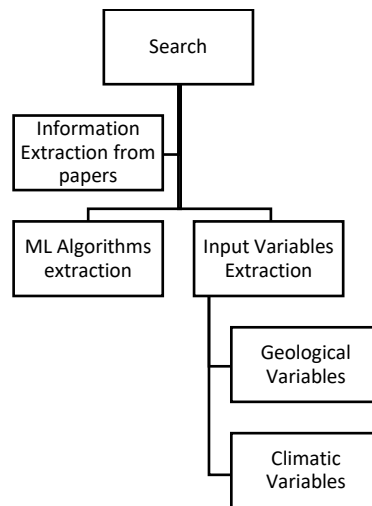 Search
Information
Extraction from
papers
ML Algorithms
extraction
Input Variables
Extraction
Geological
Variables
Climatic
Variables